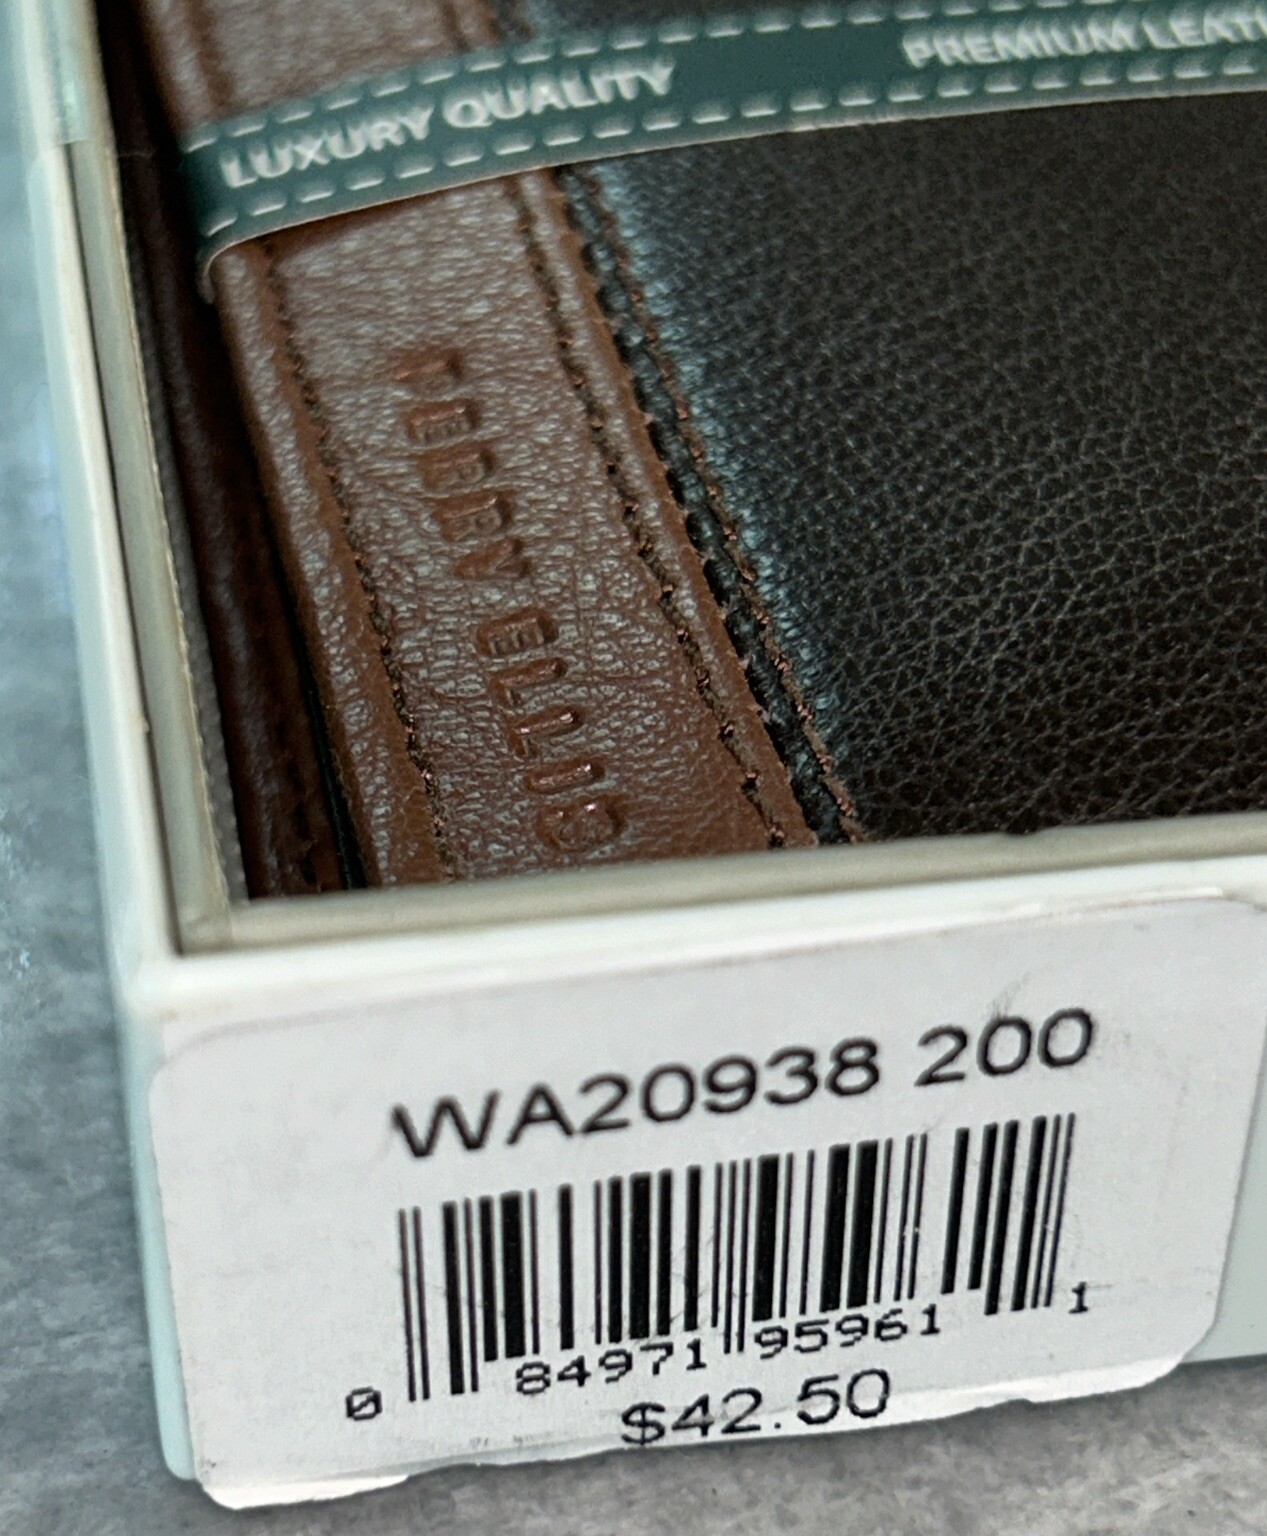 LUXURY QUALITY
PREMIUM LEAT
PERRY ELLIS
WA20938 200
0 84971 95961 1
$42.50